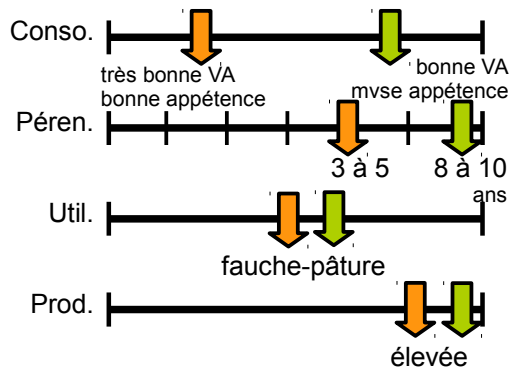 Conso.
très bonne VA
bonne appétence
bonne VA
mvse appétence
Péren.
3 à 5
8 à 10
ans
Util.
fauche-pâture
Prod.
élevée